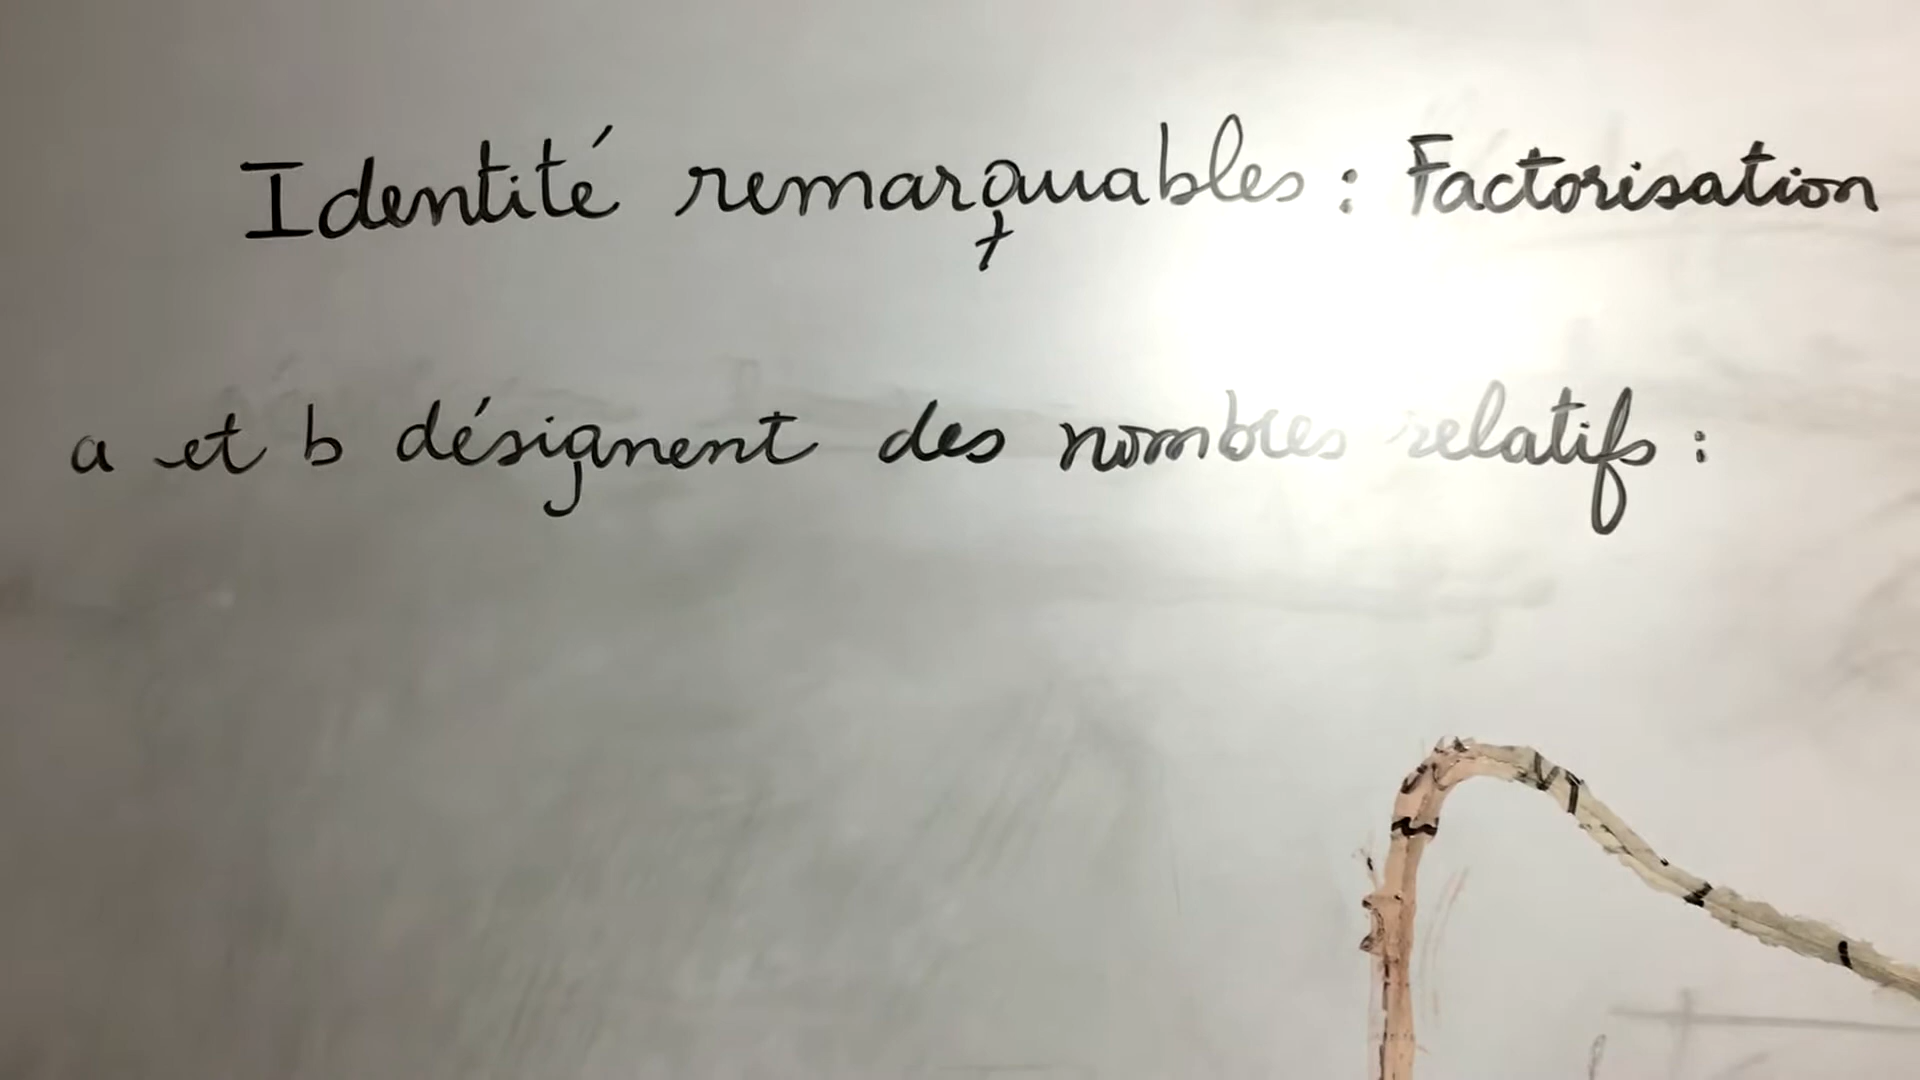 Identité remarquables : Factorisation
a et b désignent des nombres relatifs :